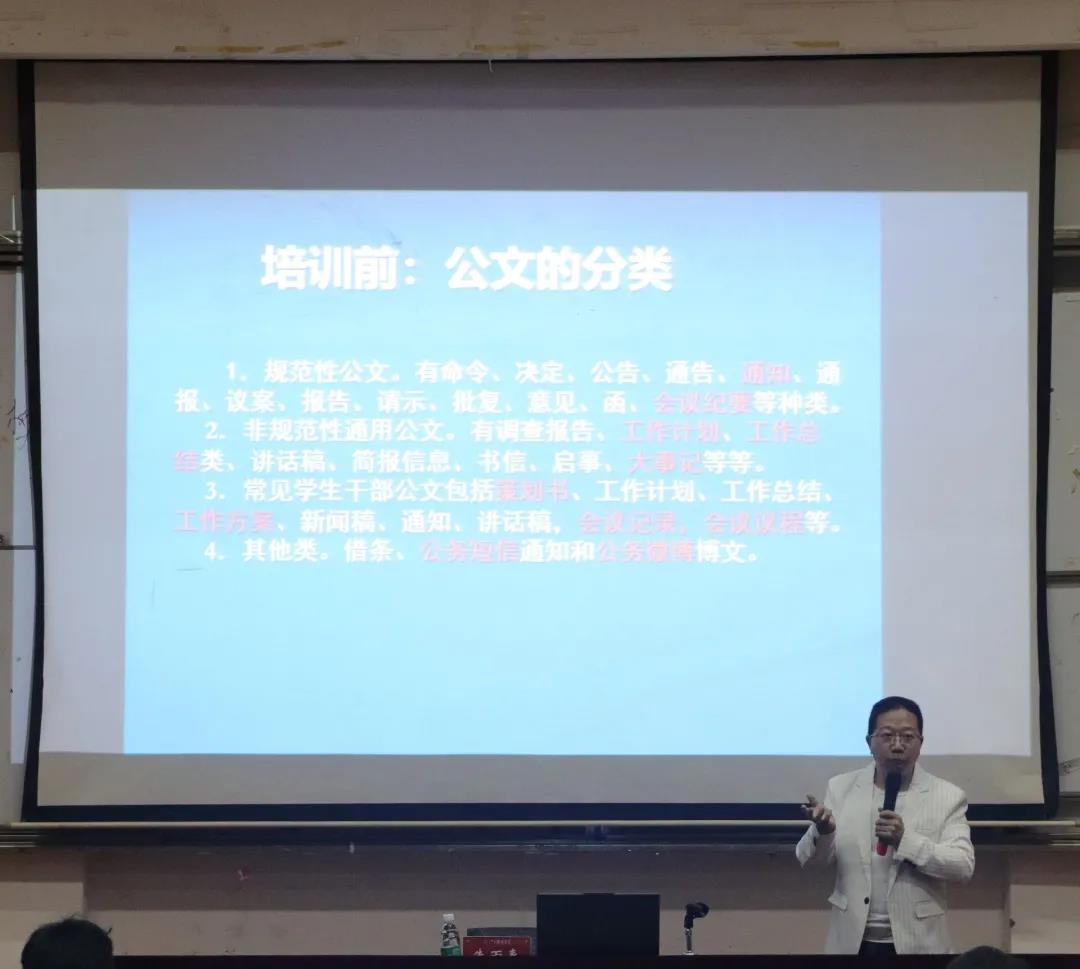 培训前：公文的分类
1．规范性公文。有命令、决定、公告、通告、通知、通
报、议案、报告、请示、批复、意见、函、会议纪要等种类。
2．非规范性通用公文。有调查报告、工作计划、工作总
结类、讲话稿、简报信息、书信、启事、大事记等等。
3．常见学生干部公文包括策划书、工作计划、工作总结、
工作方案、新闻稿、通知、讲话稿，会议记录，会议议程等。
4．其他类。借条、公务短信通知和公务微博博文。